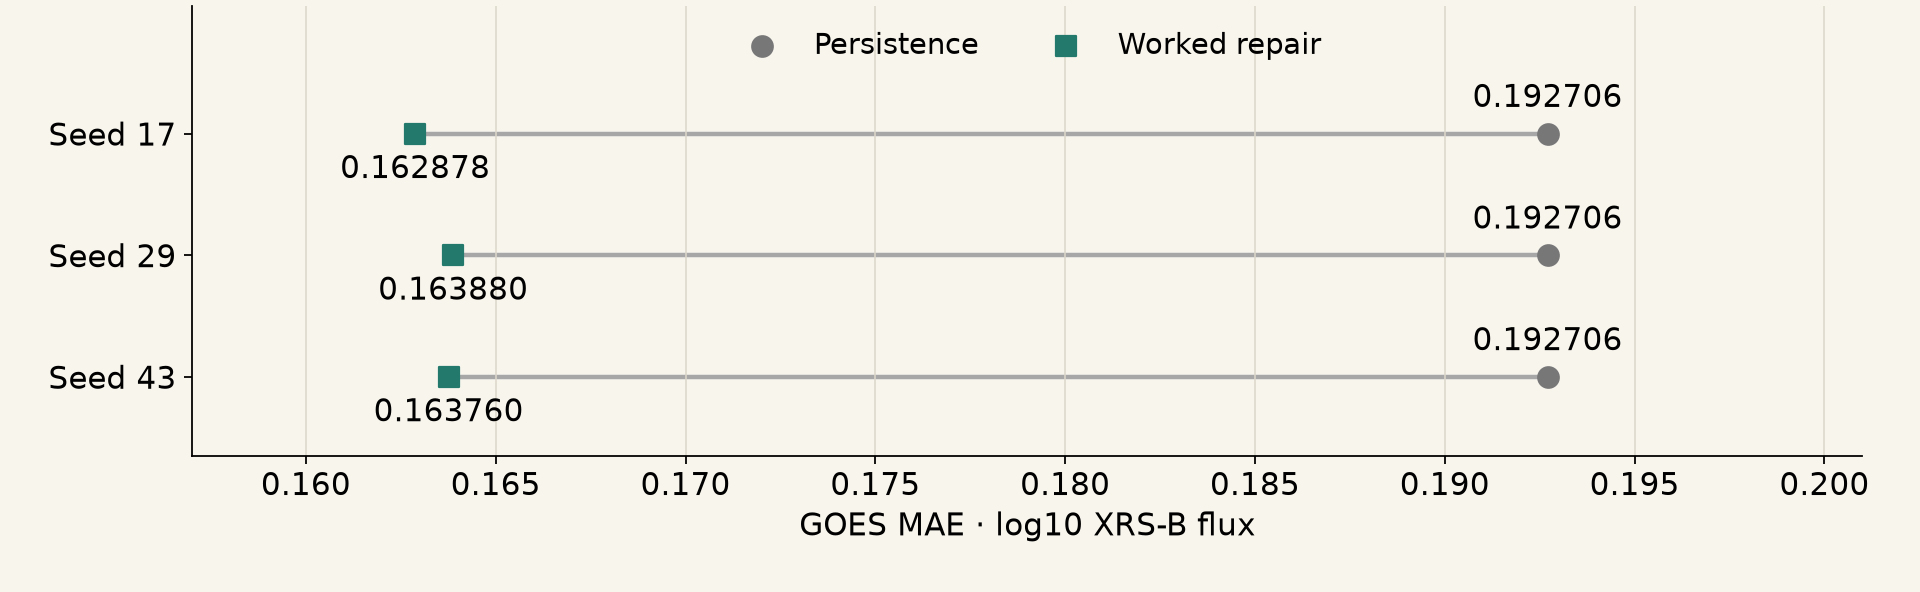 Persistence Worked repair
0.192706
Seed 17
0.162878
0.192706
Seed 29
0.163880
0.192706
Seed 43
0.163760
0.160 0.165 0.170 0.175 0.180 0.185 0.190 0.195 0.200
GOES MAE · log10 XRS-B flux